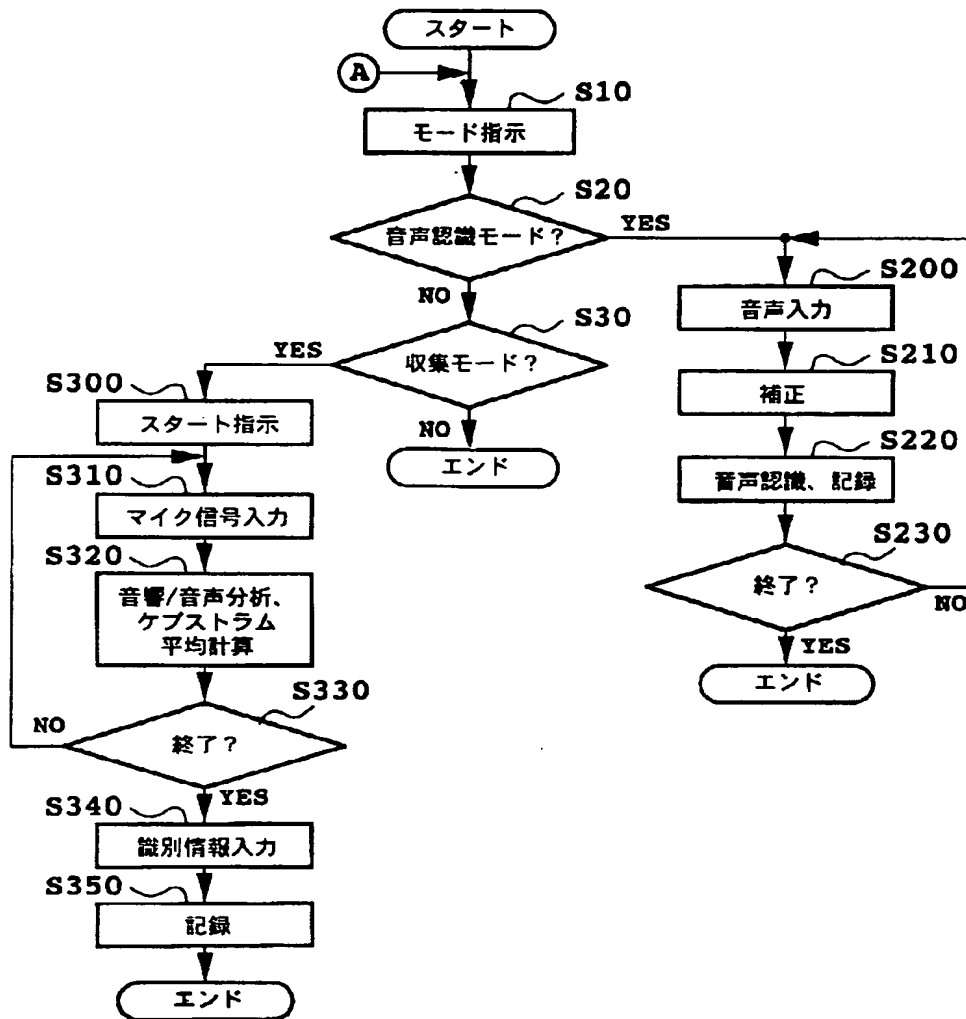 スタート
A
S10
モード指示
S20
音声認識モード?
YES
NO
S30
収集モード?
YES
NO
エンド
S200
音声入力
S210
補正
S220
音声認識、記録
S230
終了?
NO
YES
エンド
S300
スタート指示
S310
マイク信号入力
S320
音響/音声分析、
ケプストラム
平均計算
S330
終了?
NO
YES
S340
識別情報入力
S350
記録
エンド